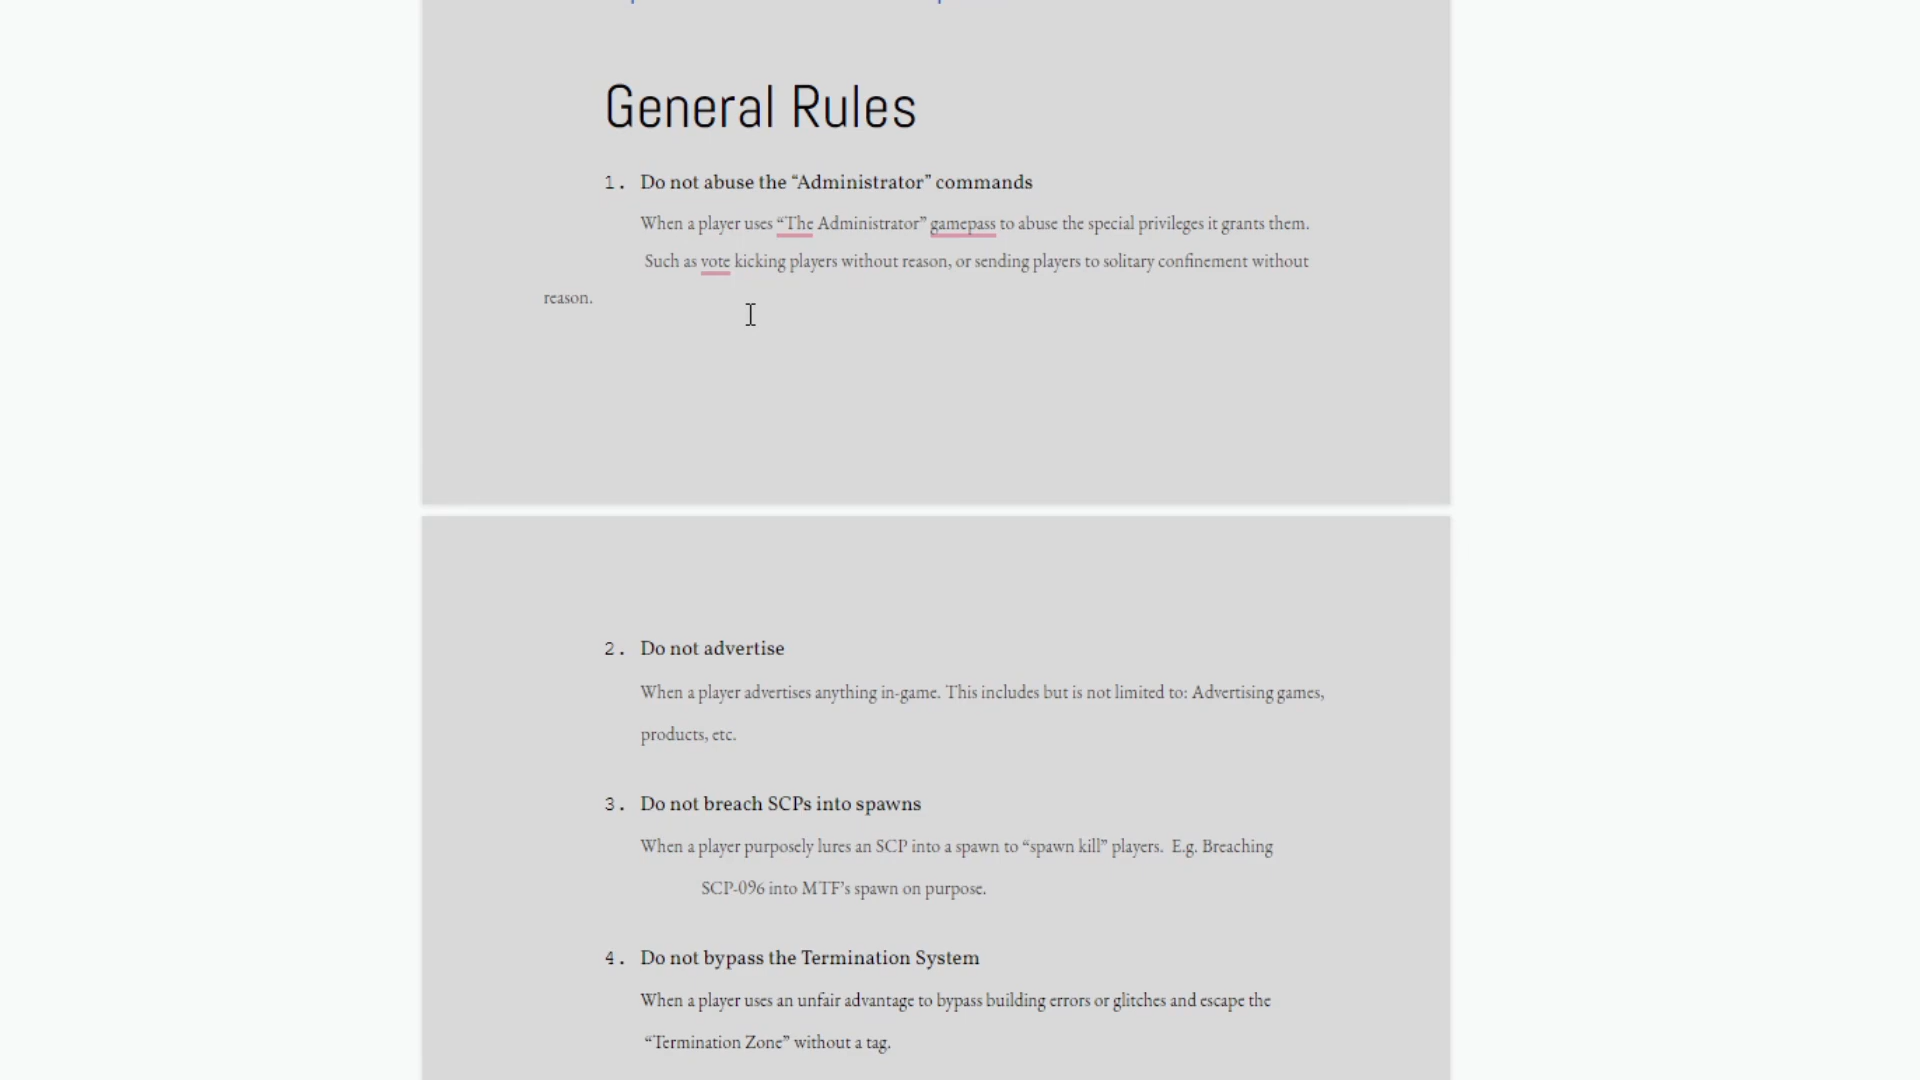 General Rules
1. Do not abuse the “Administrator” commands
When a player uses “The Administrator” gamepass to abuse the special privileges it grants them.
Such as vote kicking players without reason, or sending players to solitary confinement without
reason.
2. Do not advertise
When a player advertises anything in-game. This includes but is not limited to: Advertising games,
products, etc.
3. Do not breach SCPs into spawns
When a player purposely lures an SCP into a spawn to “spawn kill” players. E.g. Breaching
SCP-096 into MTF’s spawn on purpose.
4. Do not bypass the Termination System
When a player uses an unfair advantage to bypass building errors or glitches and escape the
“Termination Zone” without a tag.